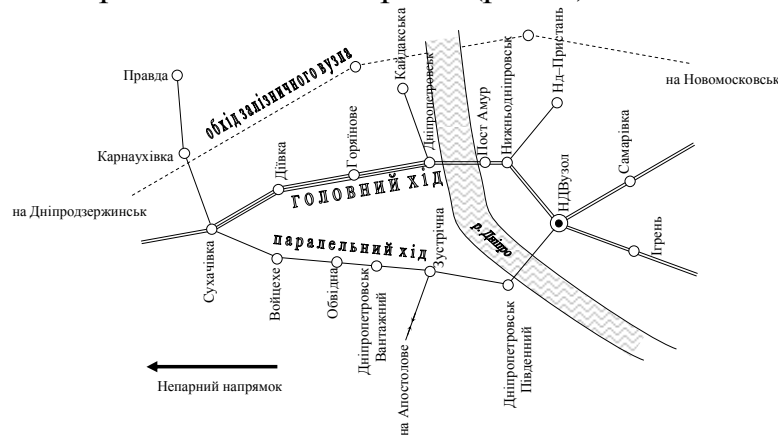 Правда
Карнаухівка
обхід залізничного вузла
Кайдакська
Дніпропетровськ
Пост Амур
Нижньодніпровськ
Нд–Пристань
на Новомосковськ
Діївка
Горяїнове
ГОЛОВНИЙ ХІД
НДВузол
Самарівка
на Дніпродзержинськ
паралельний хід
р. Дніпро
Ігрень
Сухачівка
Войцехе
Обвідна
Дніпропетровськ
Вантажний
Зустрічна
на Апостолове
Дніпропетровськ
Південний
Непарний напрямок